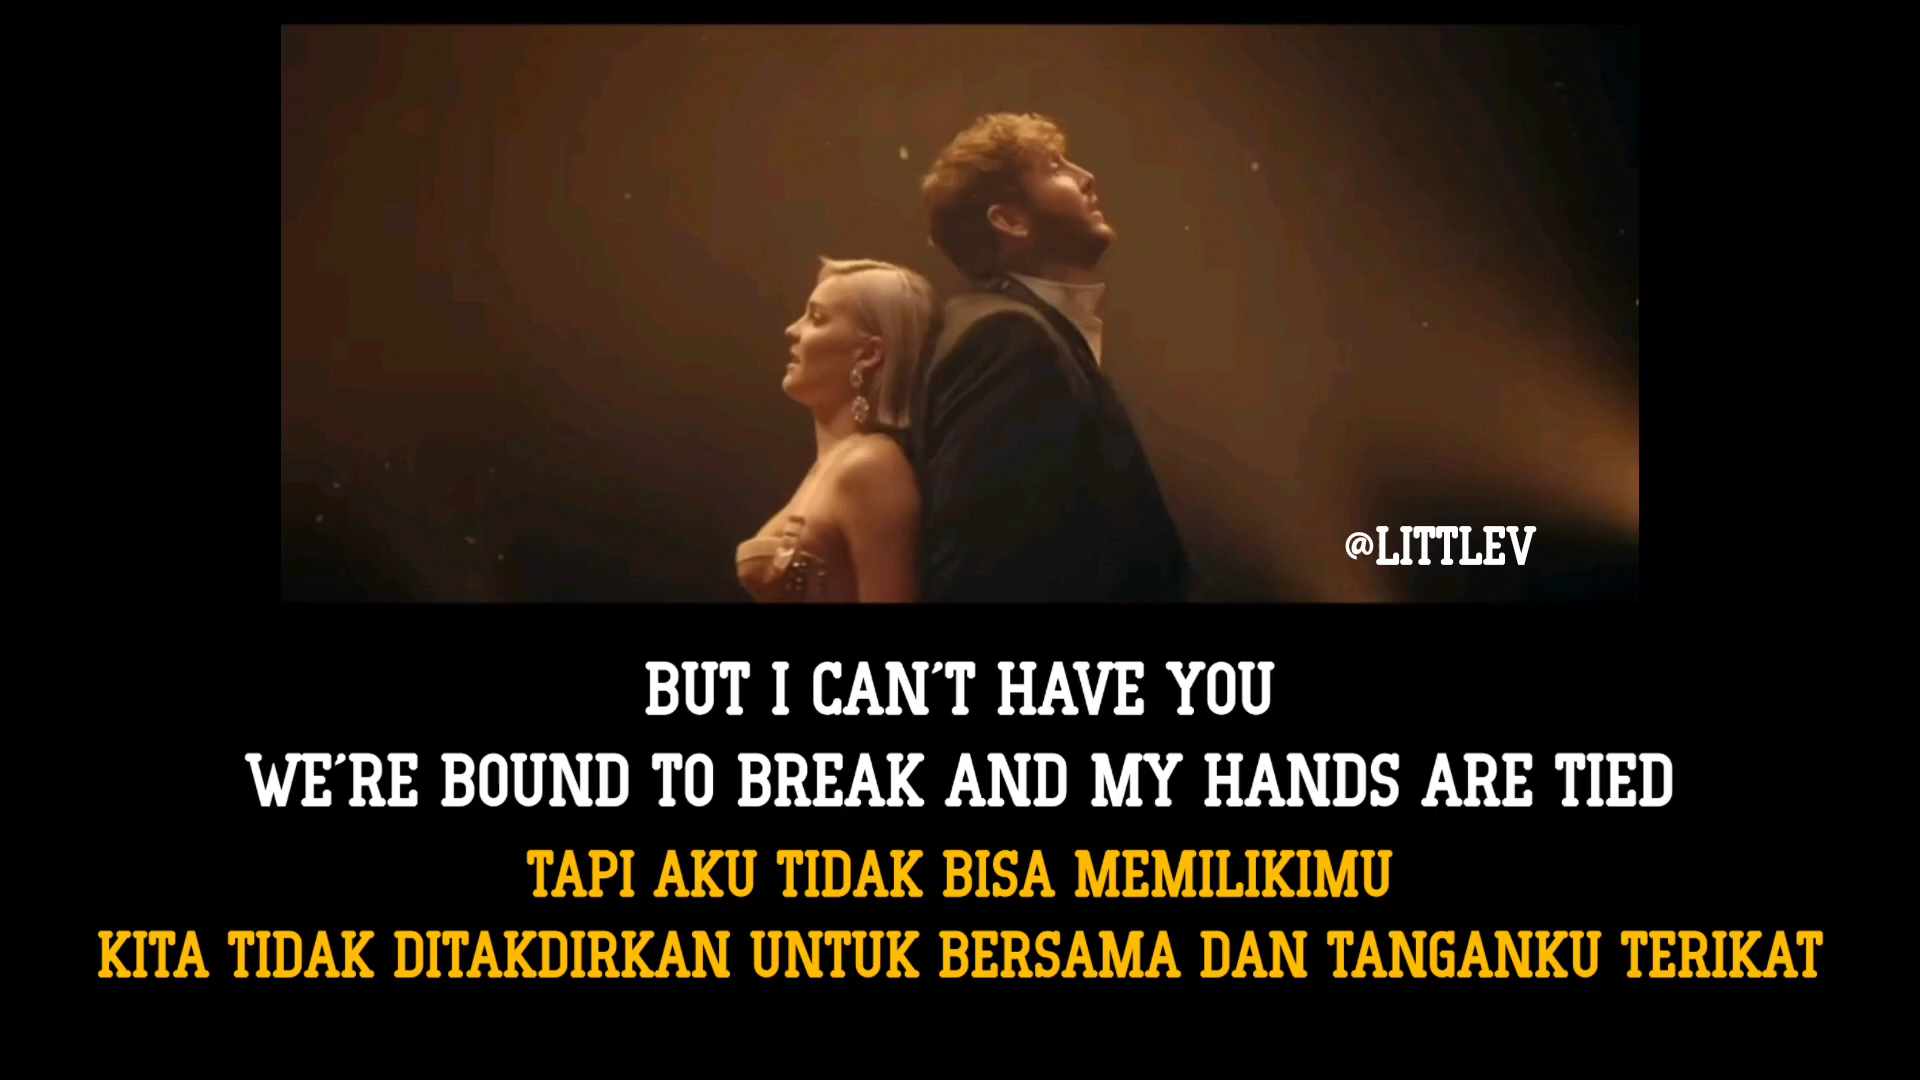 @LITTLEV
BUT I CAN'T HAVE YOU
WE'RE BOUND TO BREAK AND MY HANDS ARE TIED
TAPI AKU TIDAK BISA MEMILIKIMU
KITA TIDAK DITAKDIRKAN UNTUK BERSAMA DAN TANGANKU TERIKAT